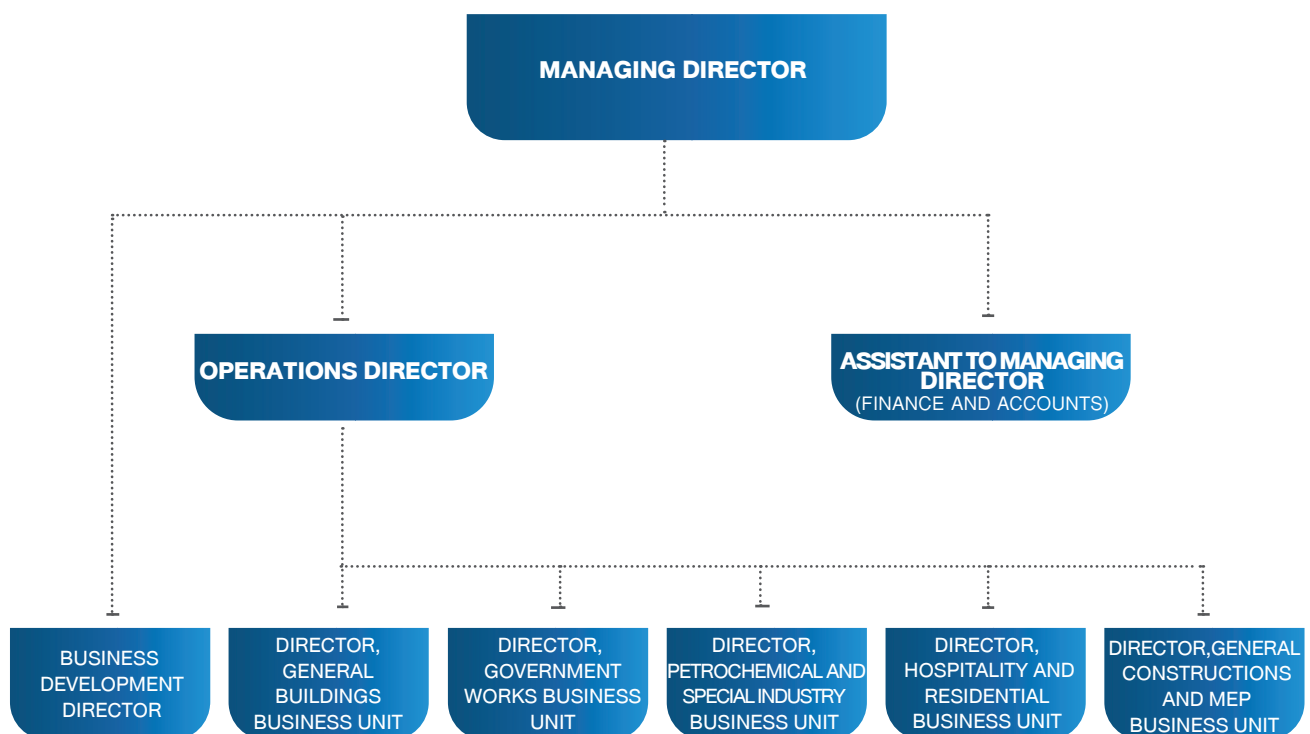 MANAGING DIRECTOR
OPERATIONS DIRECTOR
ASSISTANT TO MANAGING
DIRECTOR
(FINANCE AND ACCOUNTS)
BUSINESS
DEVELOPMENT
DIRECTOR
DIRECTOR,
GENERAL
BUILDINGS
BUSINESS UNIT
DIRECTOR,
GOVERNMENT
WORKS BUSINESS
UNIT
DIRECTOR,
PETROCHEMICAL AND
SPECIAL INDUSTRY
BUSINESS UNIT
DIRECTOR,
HOSPITALITY AND
RESIDENTIAL
BUSINESS UNIT
DIRECTOR,GENERAL
CONSTRUCTIONS
AND MEP
BUSINESS UNIT